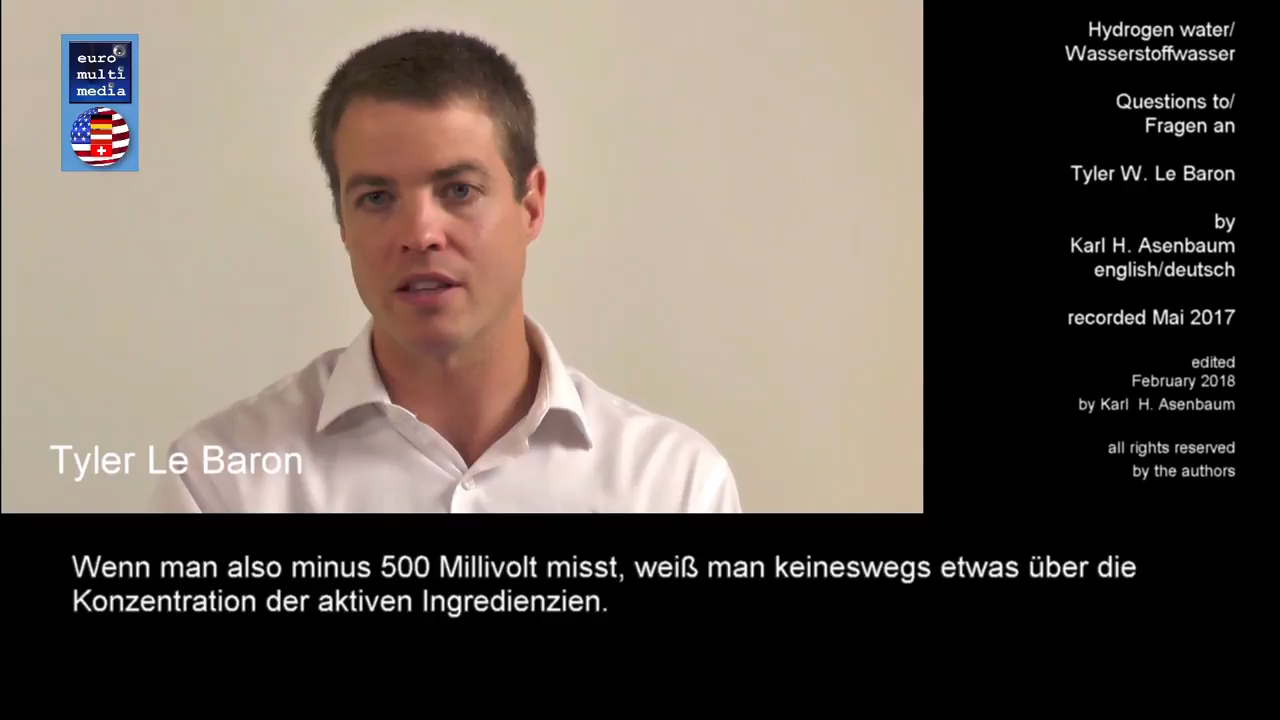 euro
multi
media
Hydrogen water/
Wasserstoffwasser
Questions to/
Fragen an
Tyler W. Le Baron
by
Karl H. Asenbaum
english/deutsch
recorded Mai 2017
edited
February 2018
by Karl H. Asenbaum
all rights reserved
by the authors
Tyler Le Baron
Wenn man also minus 500 Millivolt misst, weiß man keineswegs etwas über die
Konzentration der aktiven Ingredienzien.